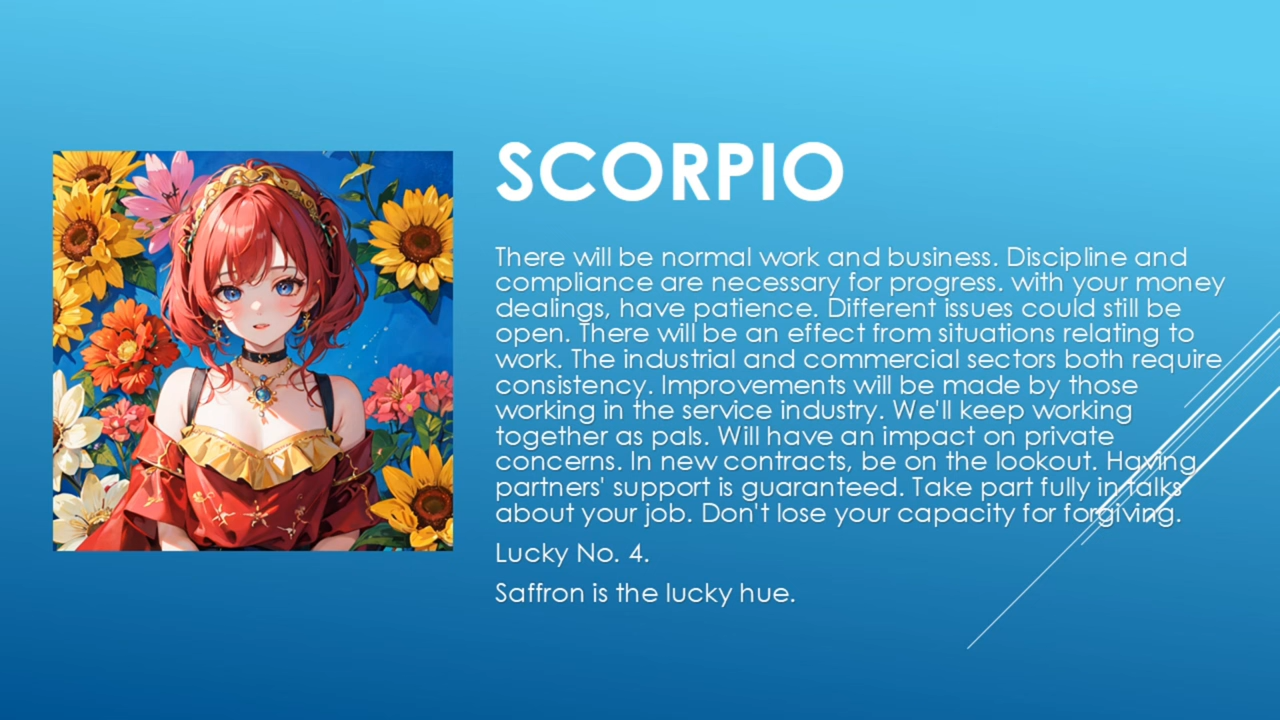 SCORPIO
There will be normal work and business. Discipline and
compliance are necessary for progress. with your money
dealings, have patience. Different issues could still be
open. There will be an effect from situations relating to
work. The industrial and commercial sectors both require
consistency. Improvements will be made by those
working in the service industry. We'll keep working
together as pals. Will have an impact on private
concerns. In new contracts, be on the lookout. Having
partners' support is guaranteed. Take part fully in talks
about your job. Don't lose your capacity for forgiving.
Lucky No. 4.
Saffron is the lucky hue.